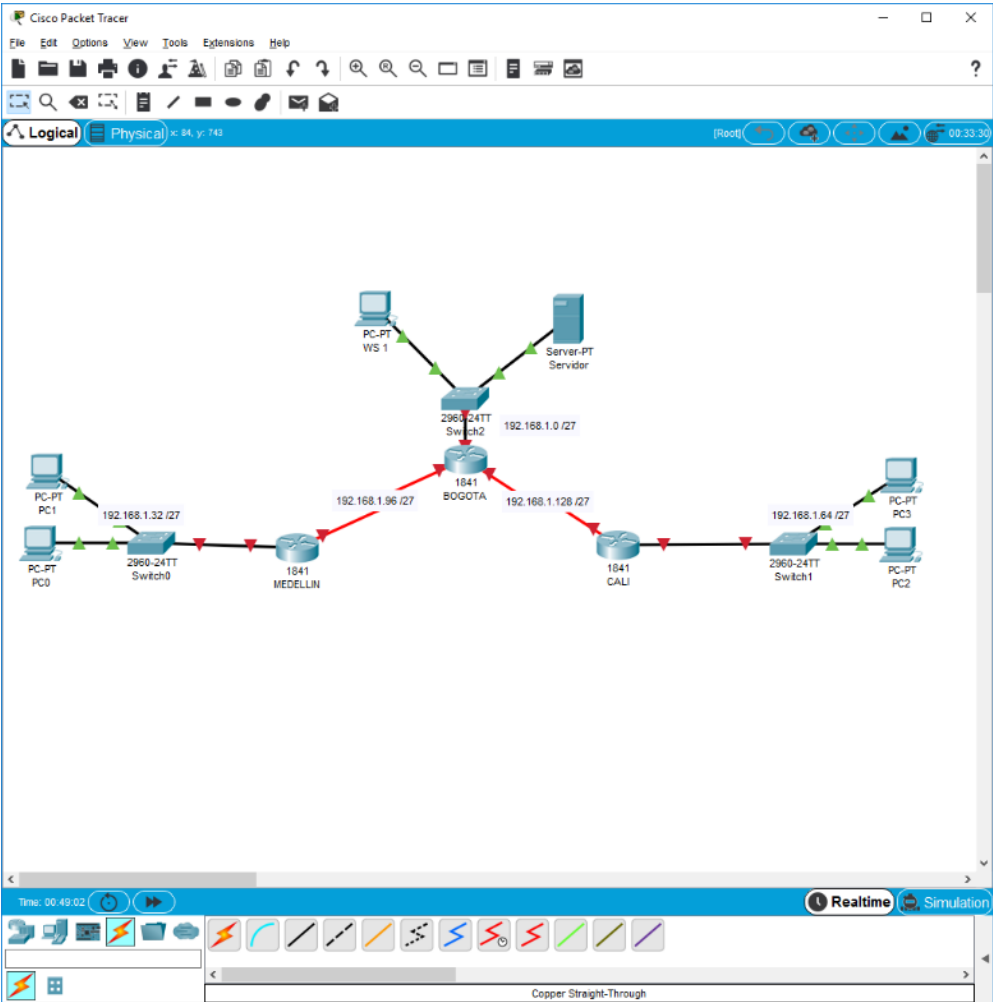 Cisco Packet Tracer
File Edit Options View Tools Extensions Help
?
Logical Physical x: 84, y: 743 [Root] 00:33:30
PC-PT
WS 1
Server-PT
Servidor
2960-24TT
Switch2
192.168.1.0 /27
1841
BOGOTA
PC-PT
PC1
192.168.1.32 /27
192.168.1.96 /27
192.168.1.128 /27
192.168.1.64 /27
PC-PT
PC3
PC-PT
PC0
2960-24TT
Switch0
1841
MEDELLIN
1841
CALI
2960-24TT
Switch1
PC-PT
PC2
Time: 00:49:02 Realtime Simulation
Copper Straight-Through